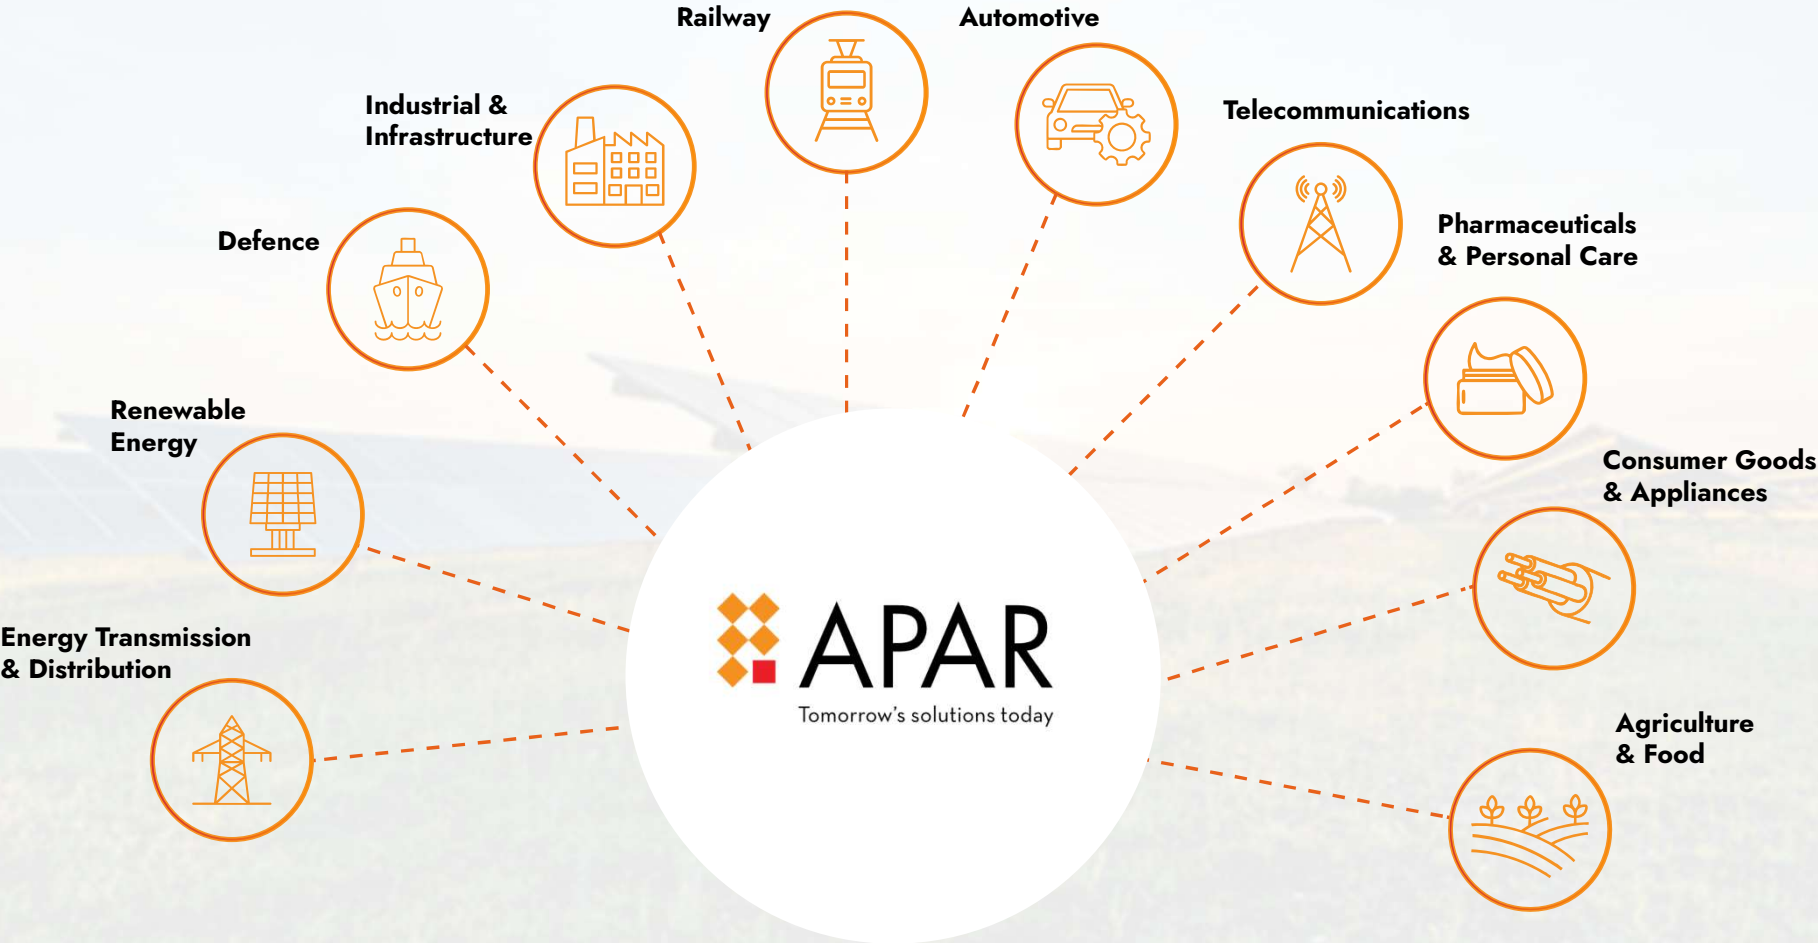 Railway
Automotive
Industrial &
Infrastructure
Telecommunications
Defence
Pharmaceuticals
& Personal Care
Renewable
Energy
Consumer Goods
& Appliances
Energy Transmission
& Distribution
APAR
Tomorrow's solutions today
Agriculture
& Food